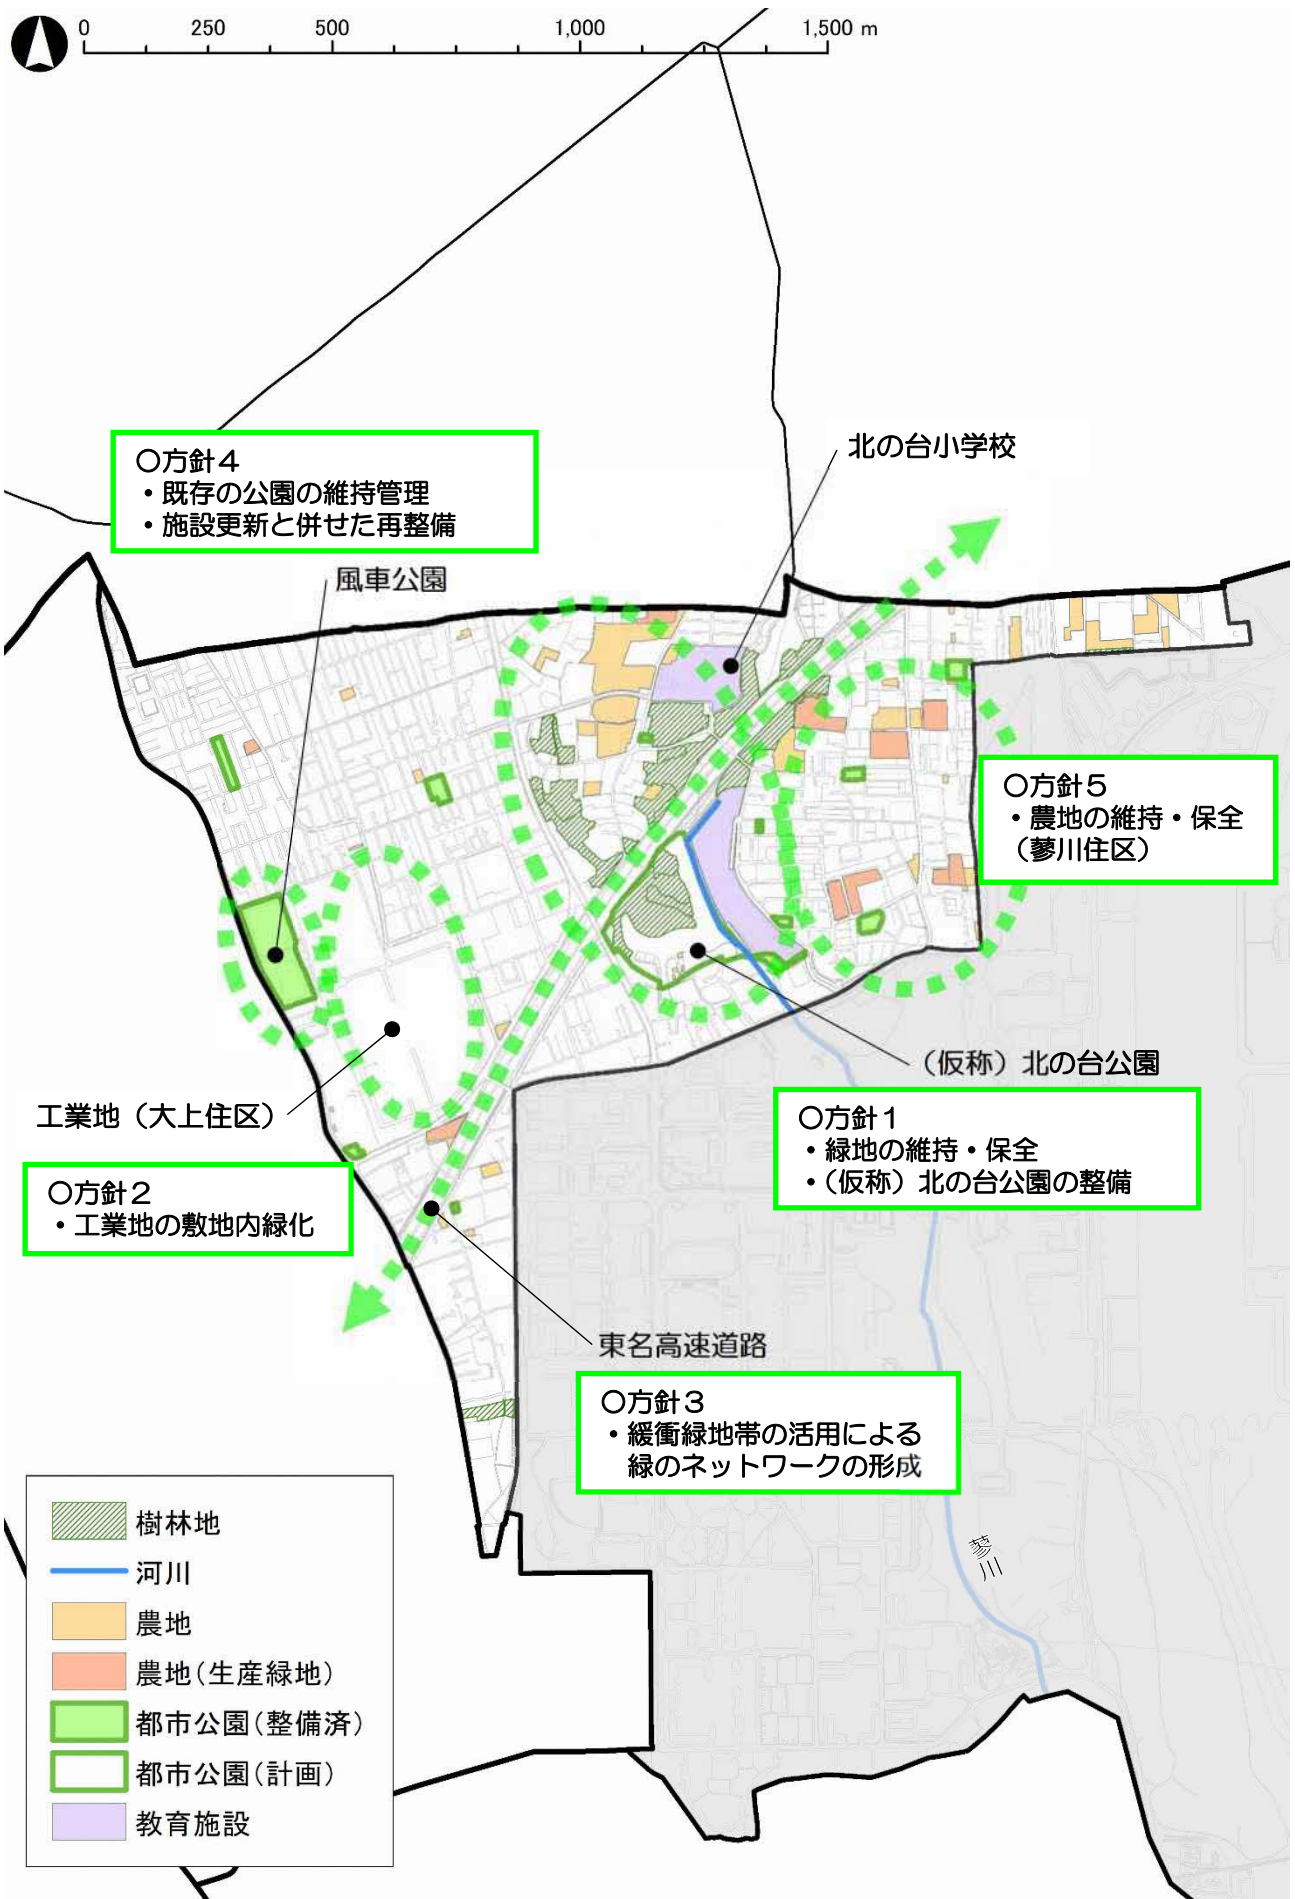 0 250 500 1,000 1,500 m
北の台小学校
〇方針4
・既存の公園の維持管理
・施設更新と併せた再整備
風車公園
〇方針5
・農地の維持・保全
（蓼川住区）
（仮称）北の台公園
〇方針1
・緑地の維持・保全
・（仮称）北の台公園の整備
工業地（大上住区）
〇方針2
・工業地の敷地内緑化
東名高速道路
〇方針3
・緩衝緑地帯の活用による
緑のネットワークの形成
蓼川
樹林地
河川
農地
農地(生産緑地)
都市公園(整備済)
都市公園(計画)
教育施設